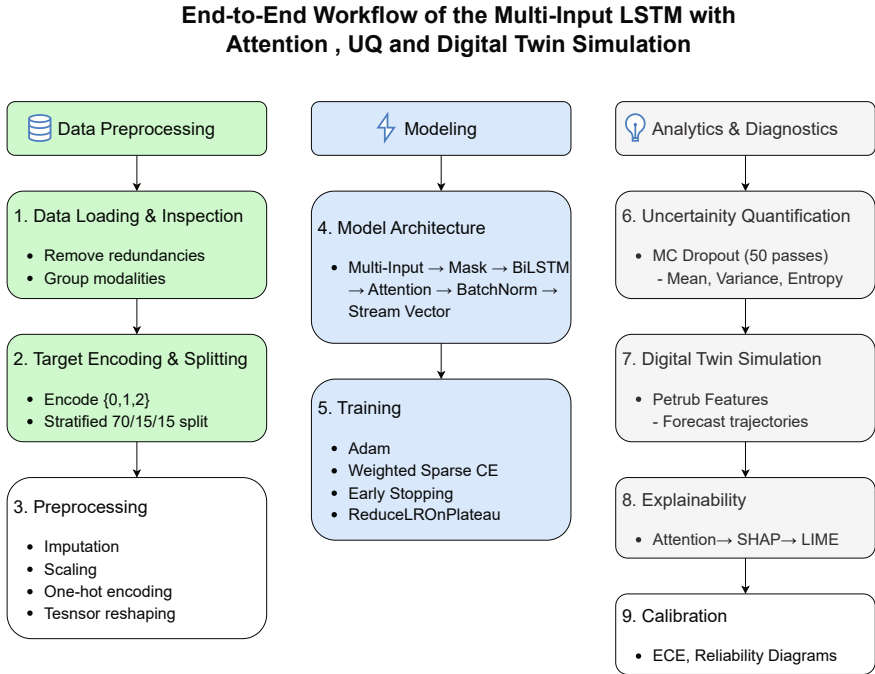 End-to-End Workflow of the Multi-Input LSTM with
Attention , UQ and Digital Twin Simulation
Data Preprocessing
1. Data Loading & Inspection
• Remove redundancies
• Group modalities
2. Target Encoding & Splitting
• Encode {0,1,2}
• Stratified 70/15/15 split
3. Preprocessing
• Imputation
• Scaling
• One-hot encoding
• Tesnsor reshaping
Modeling
4. Model Architecture
• Multi-Input → Mask → BiLSTM
→ Attention → BatchNorm →
Stream Vector
5. Training
• Adam
• Weighted Sparse CE
• Early Stopping
• ReduceLROnPlateau
Analytics & Diagnostics
6. Uncertainity Quantification
• MC Dropout (50 passes)
- Mean, Variance, Entropy
7. Digital Twin Simulation
• Petrub Features
- Forecast trajectories
8. Explainability
• Attention→ SHAP→ LIME
9. Calibration
• ECE, Reliability Diagrams